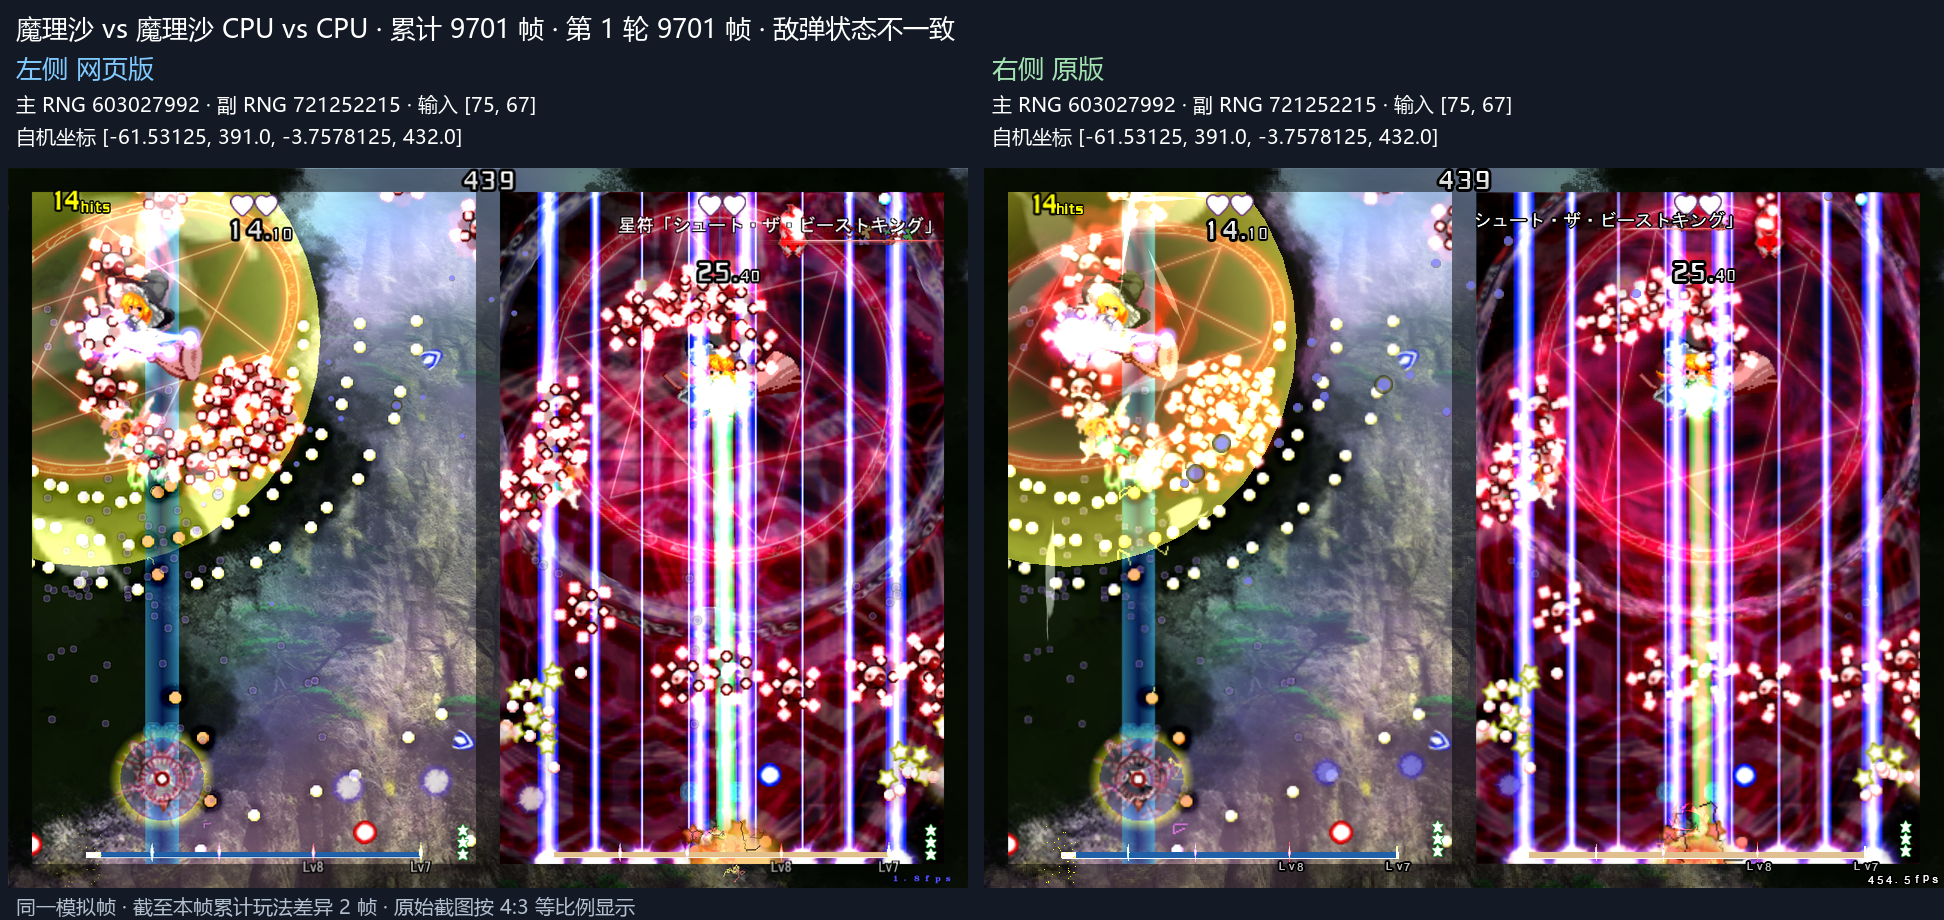 魔理沙 vs 魔理沙 CPU vs CPU · 累计 9701 帧 · 第 1 轮 9701 帧 · 敌弹状态不一致
左侧 网页版
主 RNG 603027992 · 副 RNG 721252215 · 输入 [75, 67]
自机坐标 [-61.53125, 391.0, -3.7578125, 432.0]
右侧 原版
主 RNG 603027992 · 副 RNG 721252215 · 输入 [75, 67]
自机坐标 [-61.53125, 391.0, -3.7578125, 432.0]
439
14hits
14.10
星符「シュート・ザ・ビーストキング」
25.40
Lv8
Lv7
Lv8
Lv7
1.8fps
439
14hits
14.10
シュート・ザ・ビーストキング」
25.40
Lv8
Lv7
Lv8
Lv7
454.5fps
同一模拟帧 · 截至本帧累计玩法差异 2 帧 · 原始截图按 4:3 等比例显示